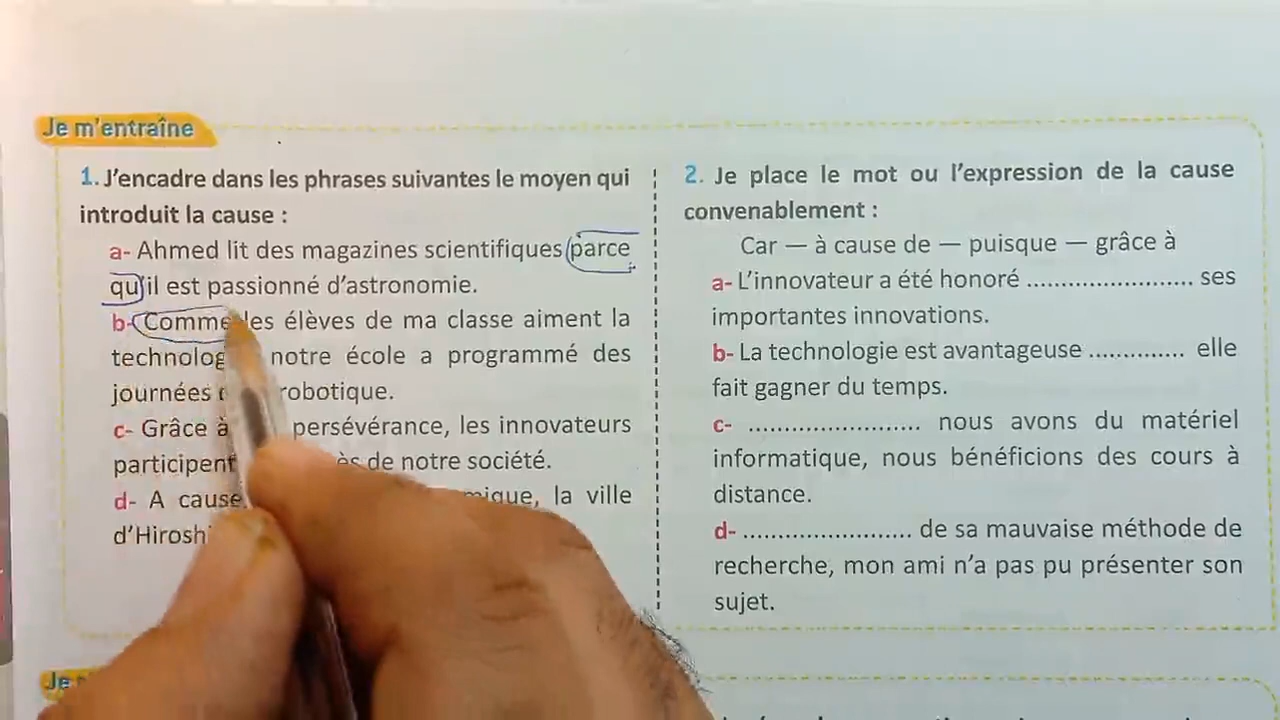 Je m'entraîne
1. J'encadre dans les phrases suivantes le moyen qui
introduit la cause :
a- Ahmed lit des magazines scientifiques parce
qu'il est passionné d'astronomie.
b- Comme les élèves de ma classe aiment la
notre école a programmé des
journées robotique.
c- Grâce à persévérance, les innovateurs
participent de notre société.
d- A cause la ville
2. Je place le mot ou l'expression de la cause
convenablement :
Car — à cause de — puisque — grâce à
a- L'innovateur a été honoré ........................ ses
importantes innovations.
b- La technologie est avantageuse .............. elle
fait gagner du temps.
c- ......................... nous avons du matériel
informatique, nous bénéficions des cours à
distance.
d- ......................... de sa mauvaise méthode de
recherche, mon ami n'a pas pu présenter son
sujet.